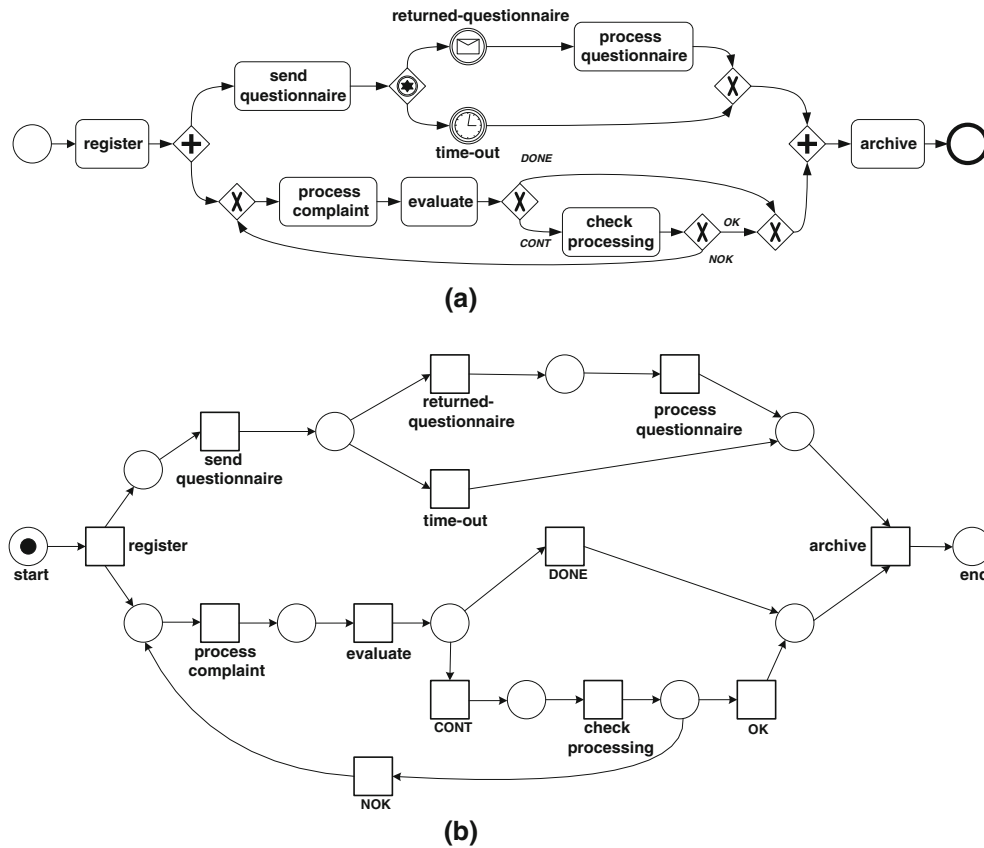 returned-questionnaire
process
questionnaire
send
questionnaire
time-out
register
archive
DONE
process
complaint
evaluate
check
processing
CONT
OK
NOK
(a)
returned-
questionnaire
process
questionnaire
send
questionnaire
time-out
register
archive
start
DONE
end
process
complaint
evaluate
CONT
check
processing
OK
NOK
(b)